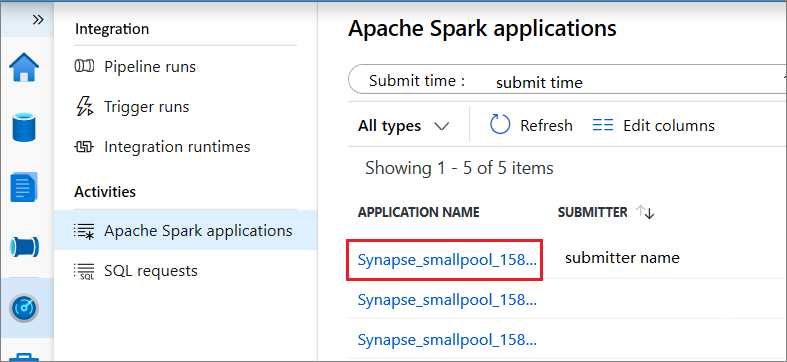 »
Integration
Pipeline runs
Trigger runs
Integration runtimes
Activities
Apache Spark applications
SQL requests
Apache Spark applications
Submit time : submit time
All types Refresh Edit columns
Showing 1 - 5 of 5 items
APPLICATION NAME SUBMITTER ↑↓
Synapse_smallpool_158... submitter name
Synapse_smallpool_158...
Synapse_smallpool_158...